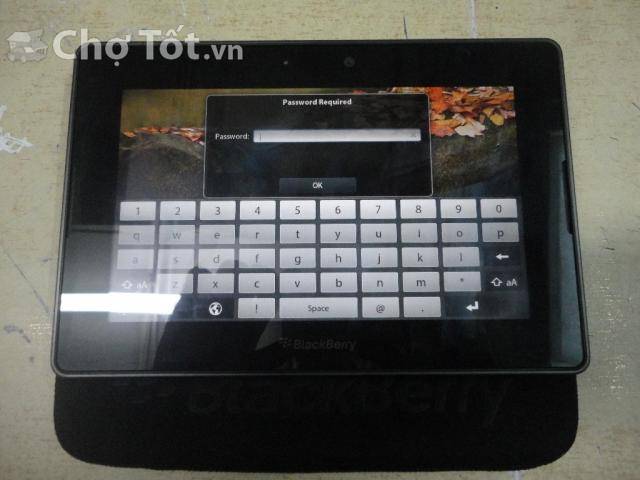 Chợ Tốt.vn
Password Required
Password:
OK
1 2 3 4 5 6 7 8 9 0
q w e r t y u i o p
a s d f g h j k l
aA z x c v b n m * aA
! Space @ .
BlackBerry
BlackBerry